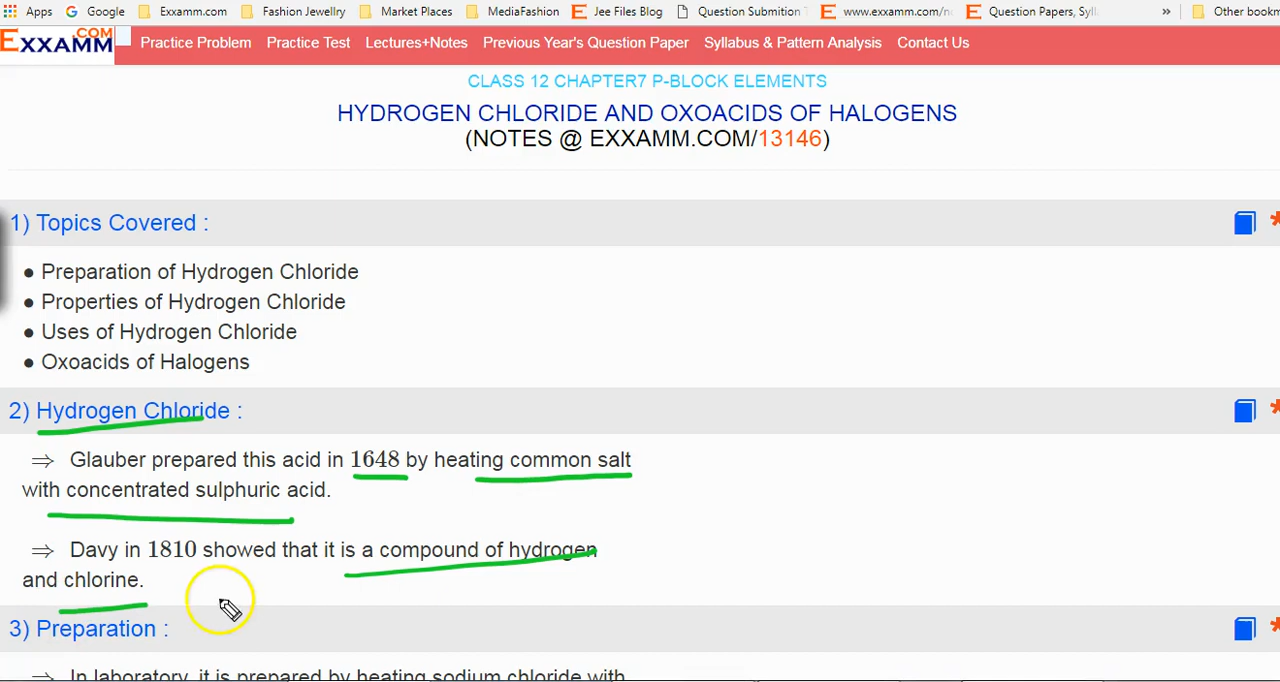 Apps Google Exxamm.com Fashion Jewellry Market Places MediaFashion Jee Files Blog Question Submition www.exxamm.com/n Question Papers, Syll » Other bookm
EXXAMM.COM Practice Problem Practice Test Lectures+Notes Previous Year's Question Paper Syllabus & Pattern Analysis Contact Us
CLASS 12 CHAPTER7 P-BLOCK ELEMENTS
HYDROGEN CHLORIDE AND OXOACIDS OF HALOGENS
(NOTES @ EXXAMM.COM/13146)
1) Topics Covered :
● Preparation of Hydrogen Chloride
● Properties of Hydrogen Chloride
● Uses of Hydrogen Chloride
● Oxoacids of Halogens
2) Hydrogen Chloride :
⇒ Glauber prepared this acid in 1648 by heating common salt
with concentrated sulphuric acid.
⇒ Davy in 1810 showed that it is a compound of hydrogen
and chlorine.
3) Preparation :
⇒ In laboratory, it is prepared by heating sodium chloride with